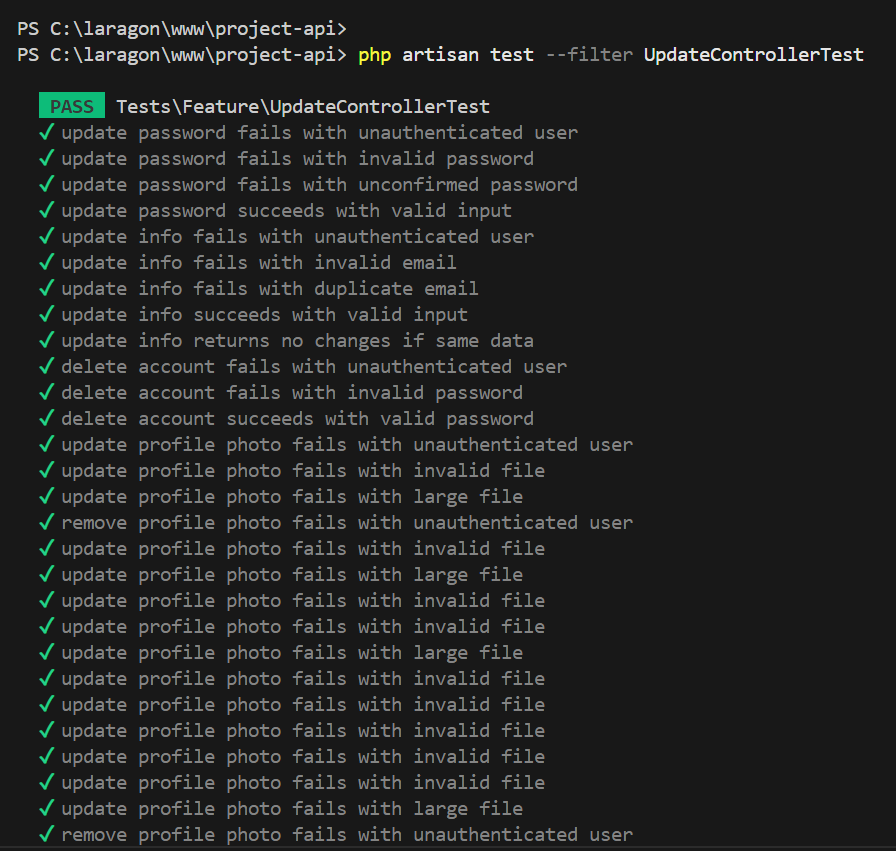 PS C:\laragon\www\project-api>
PS C:\laragon\www\project-api> php artisan test --filter UpdateControllerTest
PASS Tests\Feature\UpdateControllerTest
✓ update password fails with unauthenticated user
✓ update password fails with invalid password
✓ update password fails with unconfirmed password
✓ update password succeeds with valid input
✓ update info fails with unauthenticated user
✓ update info fails with invalid email
✓ update info fails with duplicate email
✓ update info succeeds with valid input
✓ update info returns no changes if same data
✓ delete account fails with unauthenticated user
✓ delete account fails with invalid password
✓ delete account succeeds with valid password
✓ update profile photo fails with unauthenticated user
✓ update profile photo fails with invalid file
✓ update profile photo fails with large file
✓ remove profile photo fails with unauthenticated user
✓ update profile photo fails with invalid file
✓ update profile photo fails with large file
✓ update profile photo fails with invalid file
✓ update profile photo fails with invalid file
✓ update profile photo fails with large file
✓ update profile photo fails with invalid file
✓ update profile photo fails with invalid file
✓ update profile photo fails with invalid file
✓ update profile photo fails with invalid file
✓ update profile photo fails with invalid file
✓ update profile photo fails with large file
✓ remove profile photo fails with unauthenticated user